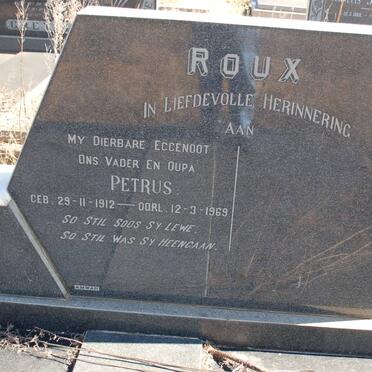 ROUX
IN LIEFDEVOLLE HERINNERING
AAN
MY DIERBARE EGGENOOT
ONS VADER EN OUPA
PETRUS
GEB. 29-11-1912 — OORL. 12-3-1969
SO STIL SOOS SY LEWE.
SO STIL WAS SY HEENGAAN.